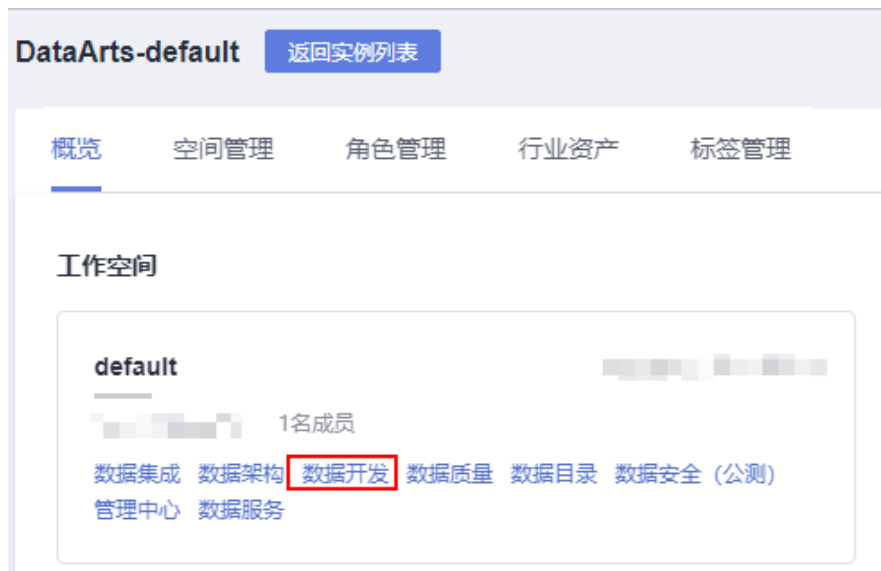 DataArts-default 返回实例列表
概览 空间管理 角色管理 行业资产 标签管理
工作空间
default
1名成员
数据集成 数据架构 数据开发 数据质量 数据目录 数据安全（公测）
管理中心 数据服务